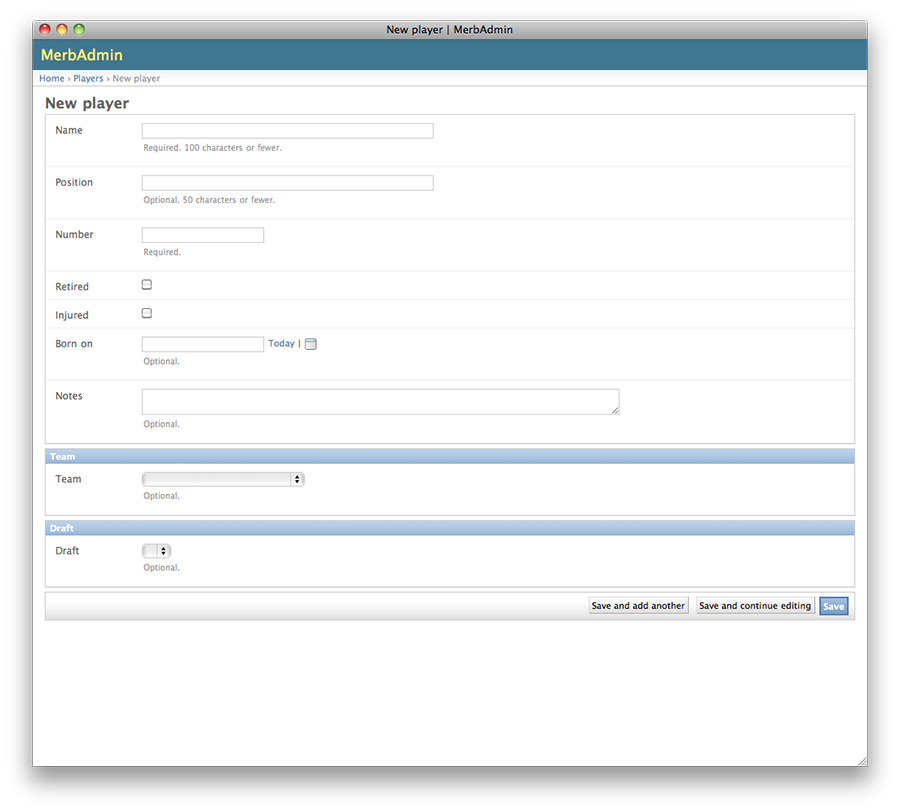 New player | MerbAdmin
MerbAdmin
Home › Players › New player
New player
Name
Required. 100 characters or fewer.
Position
Optional. 50 characters or fewer.
Number
Required.
Retired
Injured
Born on
Today |
Optional.
Notes
Optional.
Team
Team
Optional.
Draft
Draft
Optional.
Save and add another Save and continue editing Save